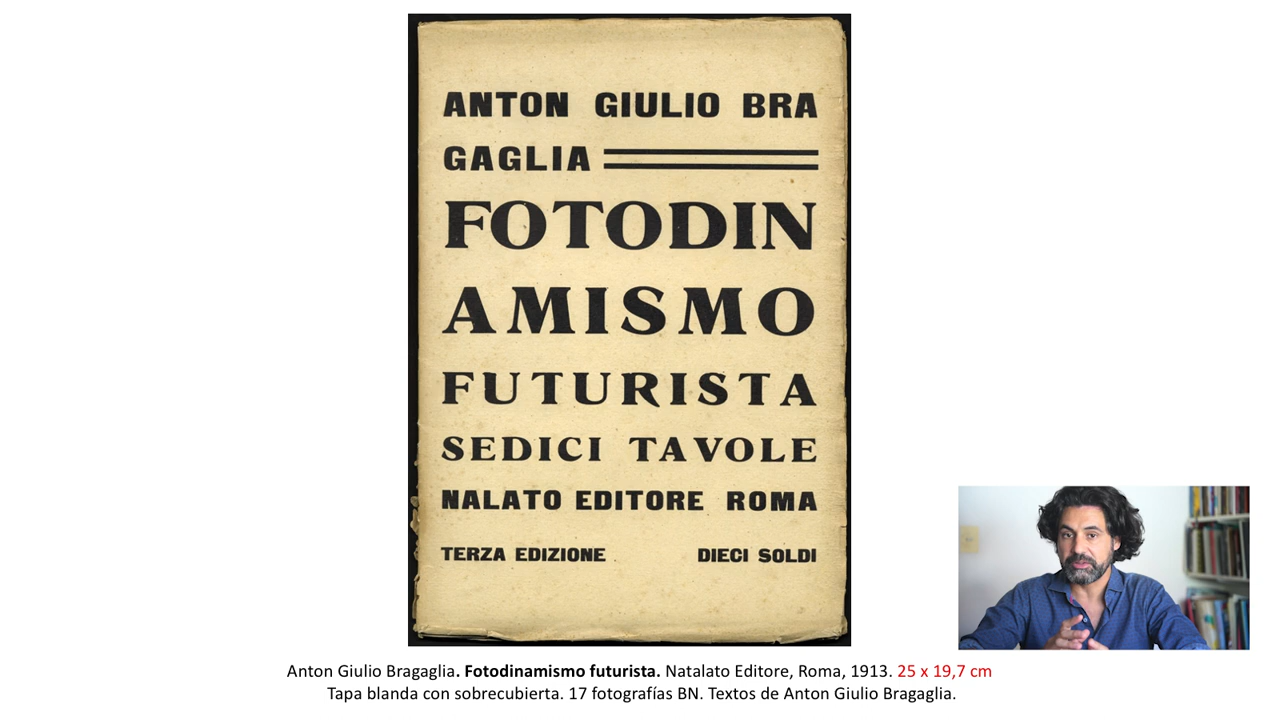 ANTON GIULIO BRA
GAGLIA
FOTODIN
AMISMO
FUTURISTA
SEDICI TAVOLE
NALATO EDITORE ROMA
TERZA EDIZIONE DIECI SOLDI
Anton Giulio Bragaglia. Fotodinamismo futurista. Natalato Editore, Roma, 1913. 25 x 19,7 cm
Tapa blanda con sobrecubierta. 17 fotografías BN. Textos de Anton Giulio Bragaglia.